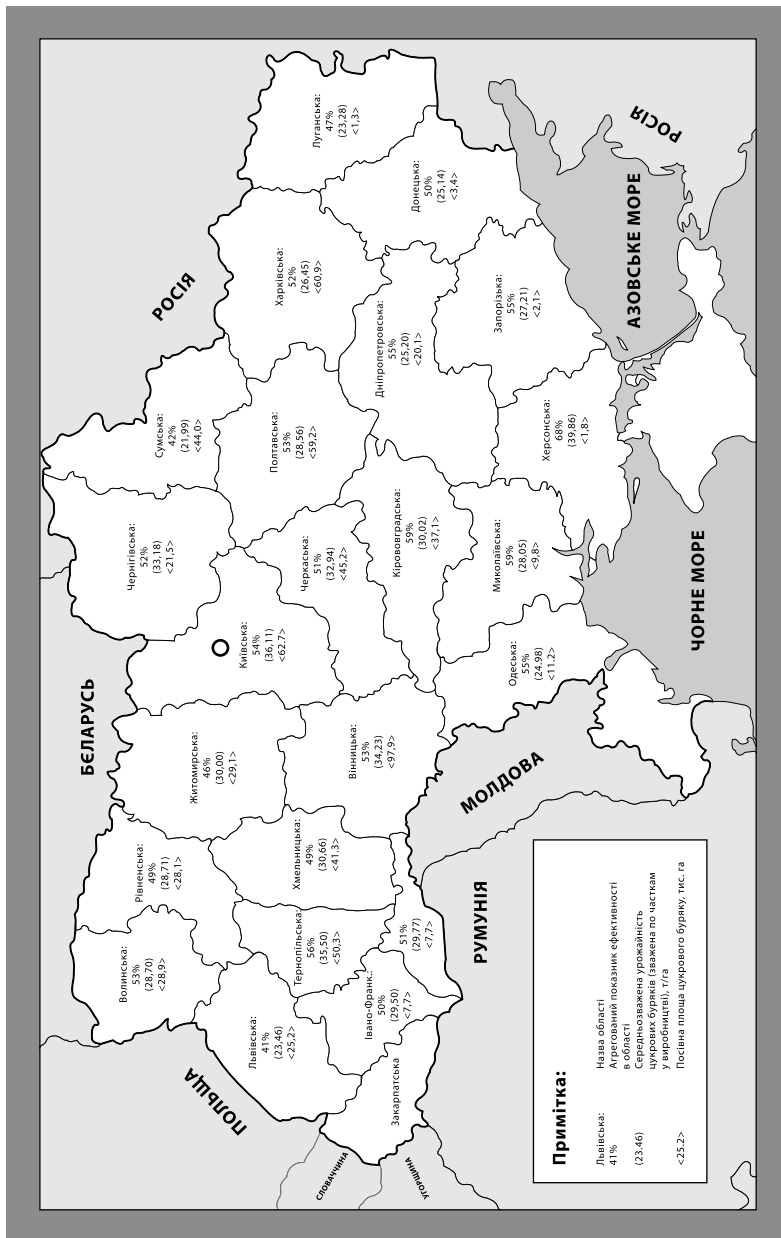 БЄЛАРУСЬ
РОСІЯ
РОСІЯ
ПОЛЬЩА
СЛОВАЧЧИНА
УГОРЩИНА
РУМУНІЯ
МОЛДОВА
ЧОРНЕ МОРЕ
АЗОВСЬКЕ МОРЕ
Волинська:
53%
(28,70)
<28,9>
Рівненська:
49%
(28,71)
<28,1>
Житомирська:
46%
(30,00)
<29,1>
Київська:
54%
(36,11)
<62.7>
Чернігівська:
52%
(33,18)
<21,5>
Сумська:
42%
(21,99)
<44,0>
Львівська:
41%
(23,46)
<25,2>
Тернопільська:
56%
(35,50)
<50,3>
Хмельницька:
49%
(30,66)
<41.3>
Вінницька:
53%
(34,23)
<97,9>
Черкаська:
51%
(32,94)
<45,2>
Полтавська:
53%
(28,56)
<59,2>
Харківська:
52%
(26,45)
<60,9>
Луганська:
47%
(23,28)
<1,3>
Закарпатська
Івано-Франк.:
50%
(29,50)
<7,7>
51%
(29,77)
<7,7>
Кірововградська:
59%
(30,02)
<37,1>
Дніпропетровська:
55%
(25,20)
<20,1>
Донецька:
50%
(25,14)
<3,4>
Одеська:
55%
(24.98)
<11.2>
Миколаївська:
59%
(28,05)
<9,8>
Херсонська:
68%
(39,86)
<1,8>
Запорізька:
55%
(27,21)
<2,1>
Примітка:
Львівська: Назва області
41% Агрегований показник ефективності
в області
(23.46) Середньозважена урожайність
цукрових буряків (зважена по часткам
у виробництві), т/га
<25.2> Посівна площа цукрового буряку, тис. га